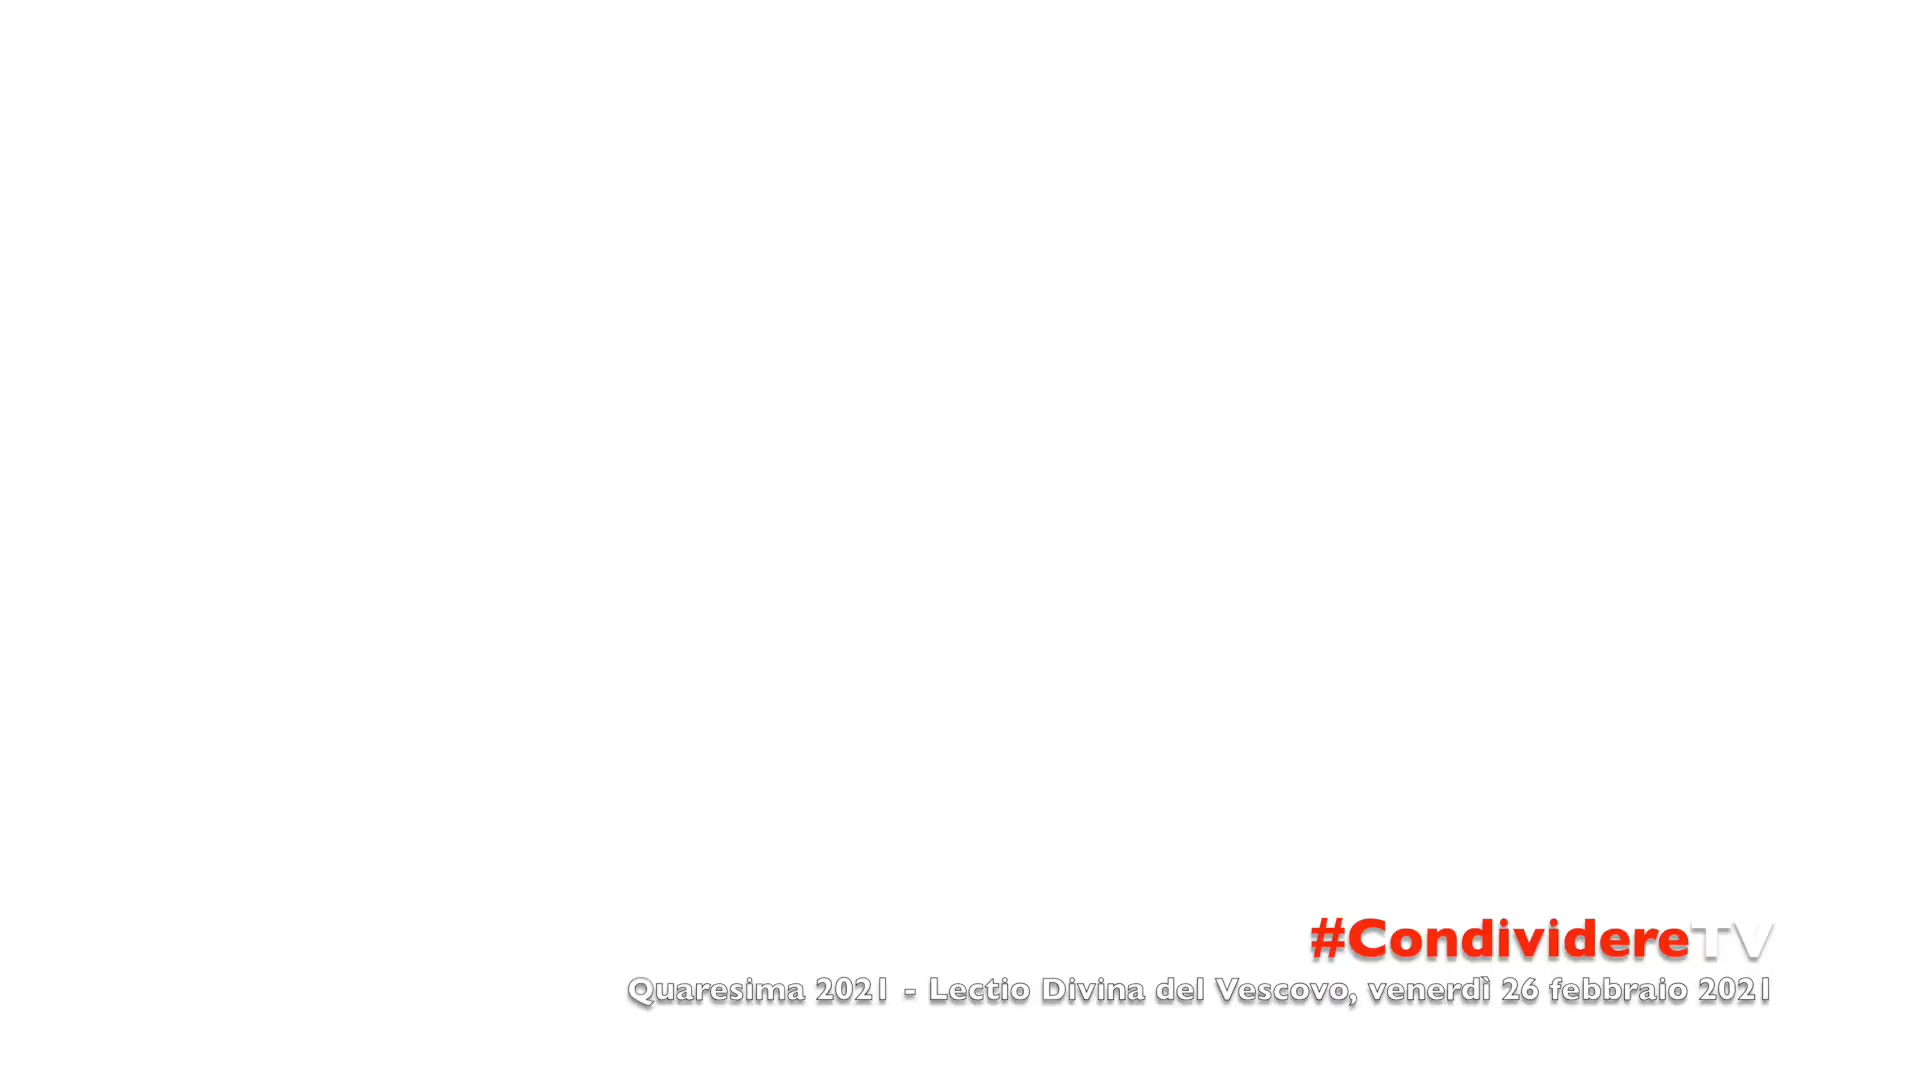 #CondividereTV
Quaresima 2021 - Lectio Divina del Vescovo, venerdì 26 febbraio 2021